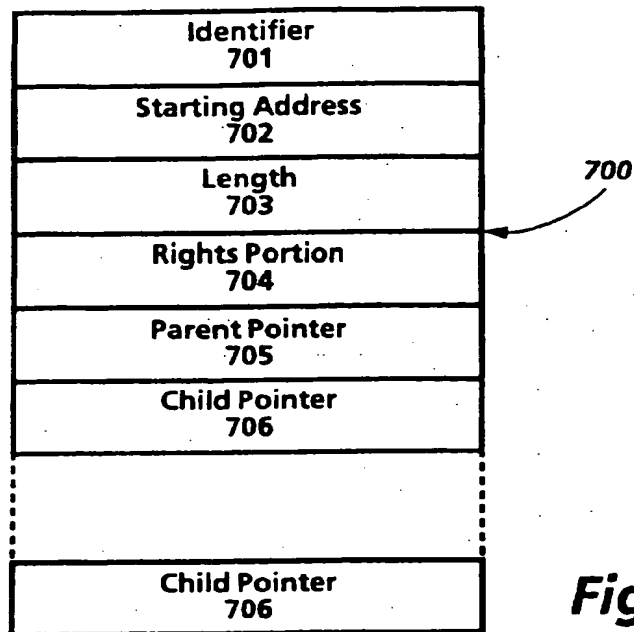 Identifier
701
Starting Address
702
Length
703
700
Rights Portion
704
Parent Pointer
705
Child Pointer
706
Child Pointer
706
Fig